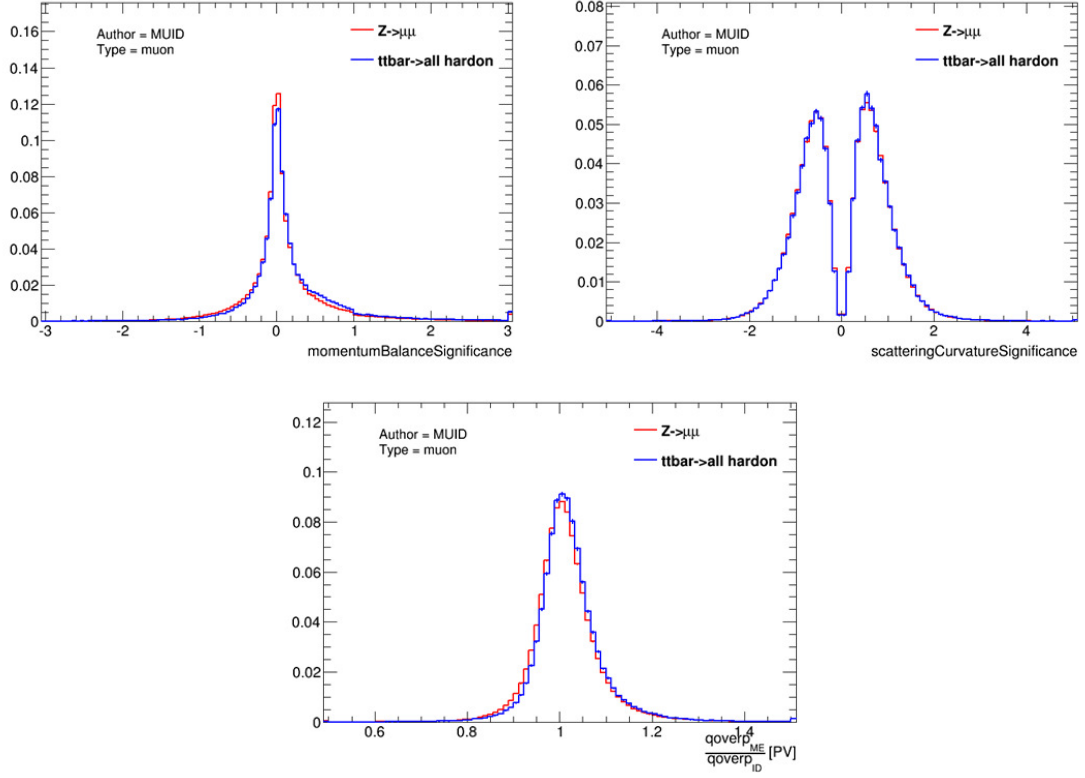 0.16
0.14
0.12
0.1
0.08
0.06
0.04
0.02
0
-3
-2
-1
0
1
2
3
Author = MUID
Type = muon
Z->μμ
ttbar->all hardon
momentumBalanceSignificance
0.08
0.07
0.06
0.05
0.04
0.03
0.02
0.01
0
-4
-2
0
2
4
Author = MUID
Type = muon
Z->μμ
ttbar->all hardon
scatteringCurvatureSignificance
0.12
0.1
0.08
0.06
0.04
0.02
0
0.6
0.8
1
1.2
1.4
Author = MUID
Type = muon
Z->μμ
ttbar->all hardon
qoverp_ME
qoverp_ID
[PV]